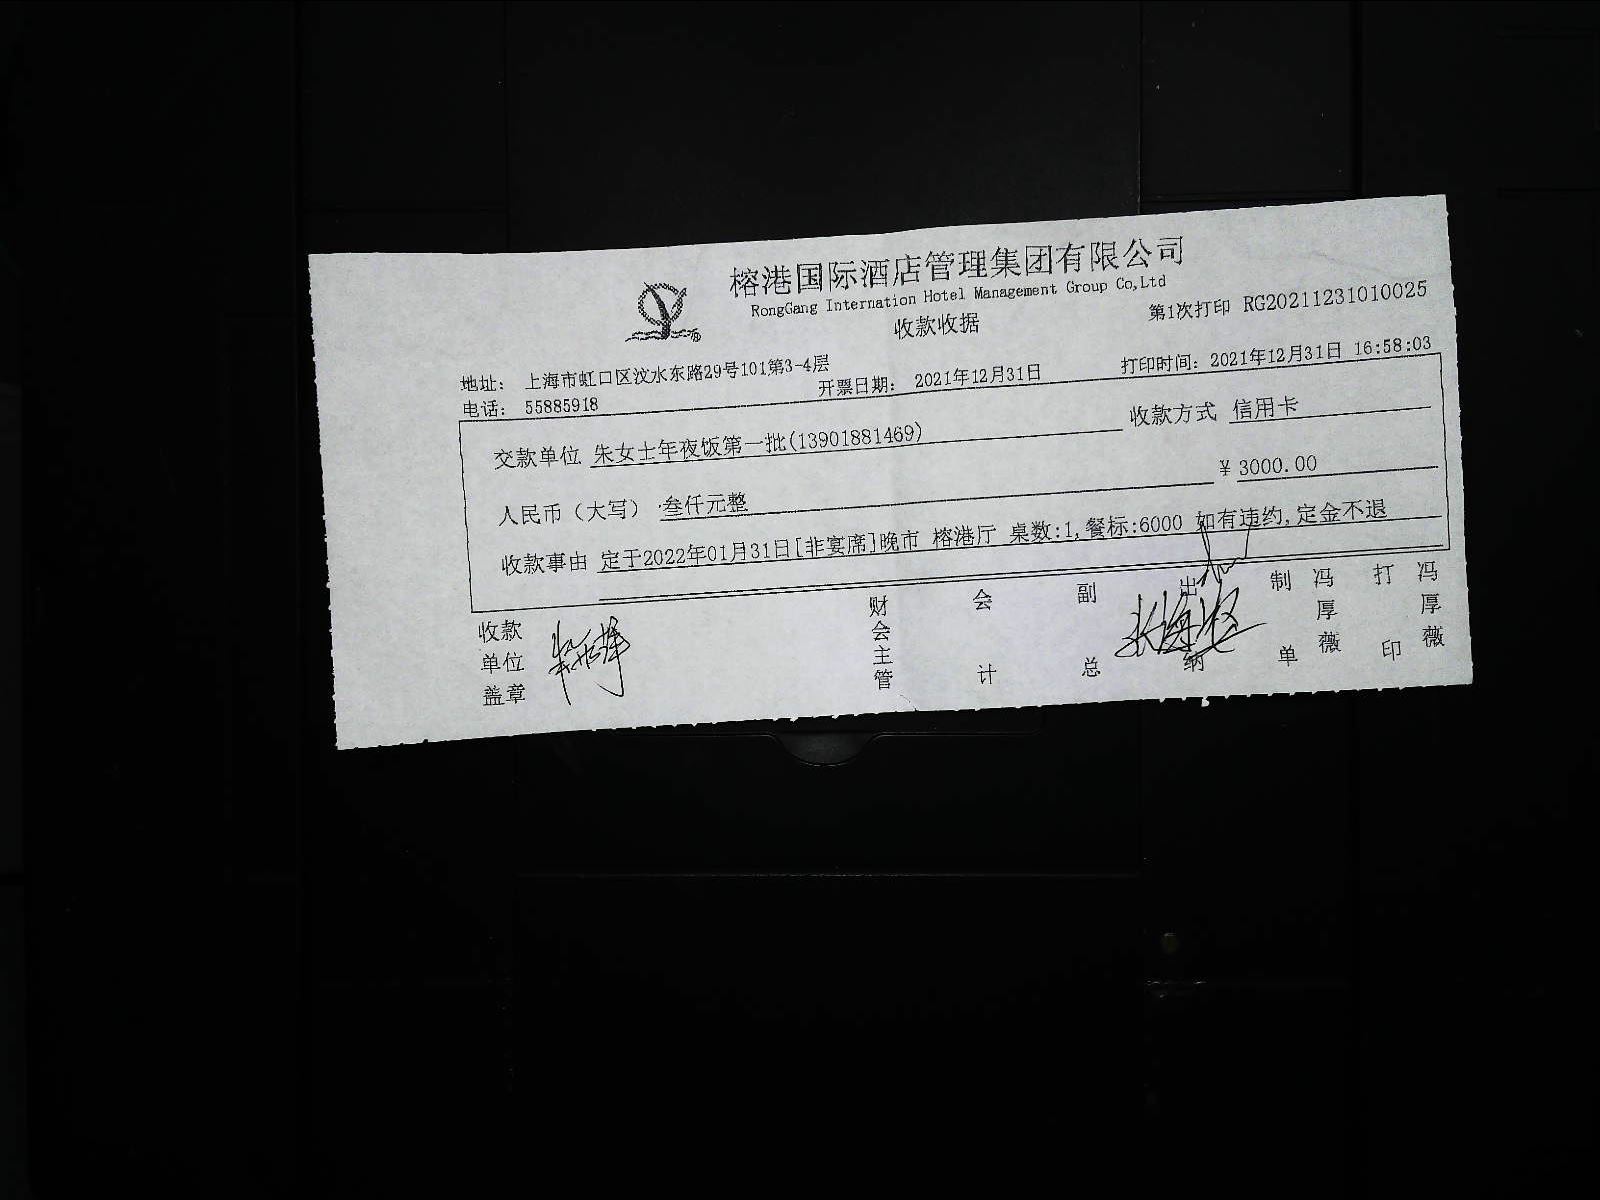 榕港国际酒店管理集团有限公司
RongGang Internation Hotel Management Group Co,Ltd
收款收据
第1次打印 RG20211231010025
地址： 上海市虹口区汶水东路29号101第3-4层
电话： 55885918
开票日期： 2021年12月31日
打印时间： 2021年12月31日 16:58:03
交款单位 朱女士年夜饭第一批(13901881469)
收款方式 信用卡
人民币（大写） 叁仟元整
¥ 3000.00
收款事由 定于2022年01月31日[非宴席]晚市 榕港厅 桌数:1,餐标:6000 如有违约,定金不退
收款单位盖章
财会主管
会计
副总
出纳
制单
冯厚薇
打印
冯厚薇